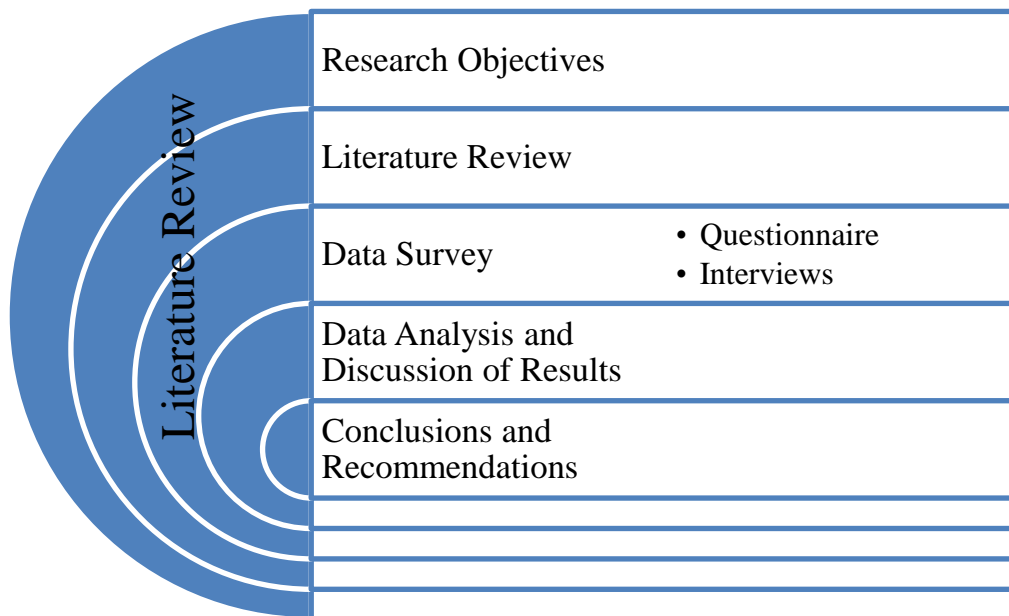 Literature Review
Research Objectives
Literature Review
Data Survey
• Questionnaire
• Interviews
Data Analysis and
Discussion of Results
Conclusions and
Recommendations